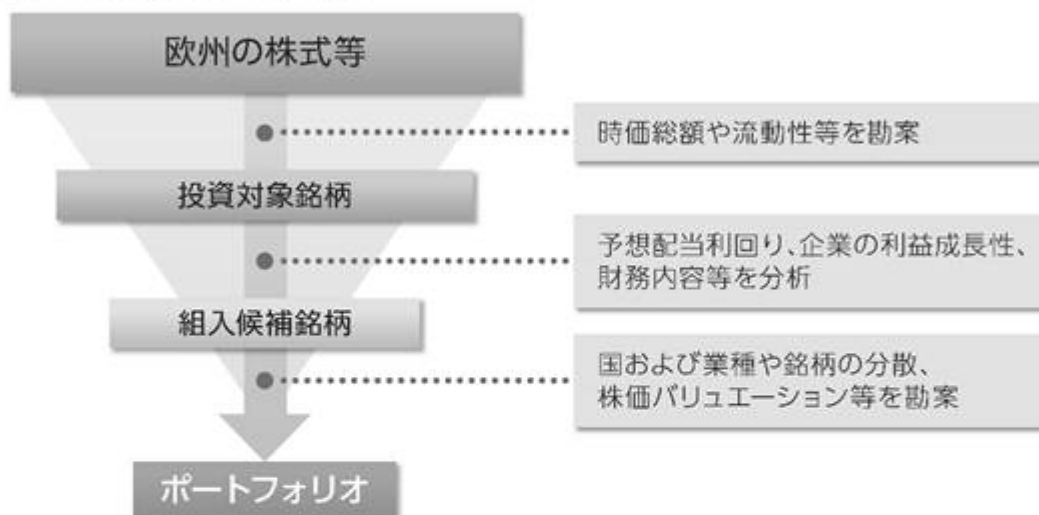 欧州の株式等
時価総額や流動性等を勘案
投資対象銘柄
予想配当利回り、企業の利益成長性、
財務内容等を分析
組入候補銘柄
国および業種や銘柄の分散、
株価バリュエーション等を勘案
ポートフォリオ